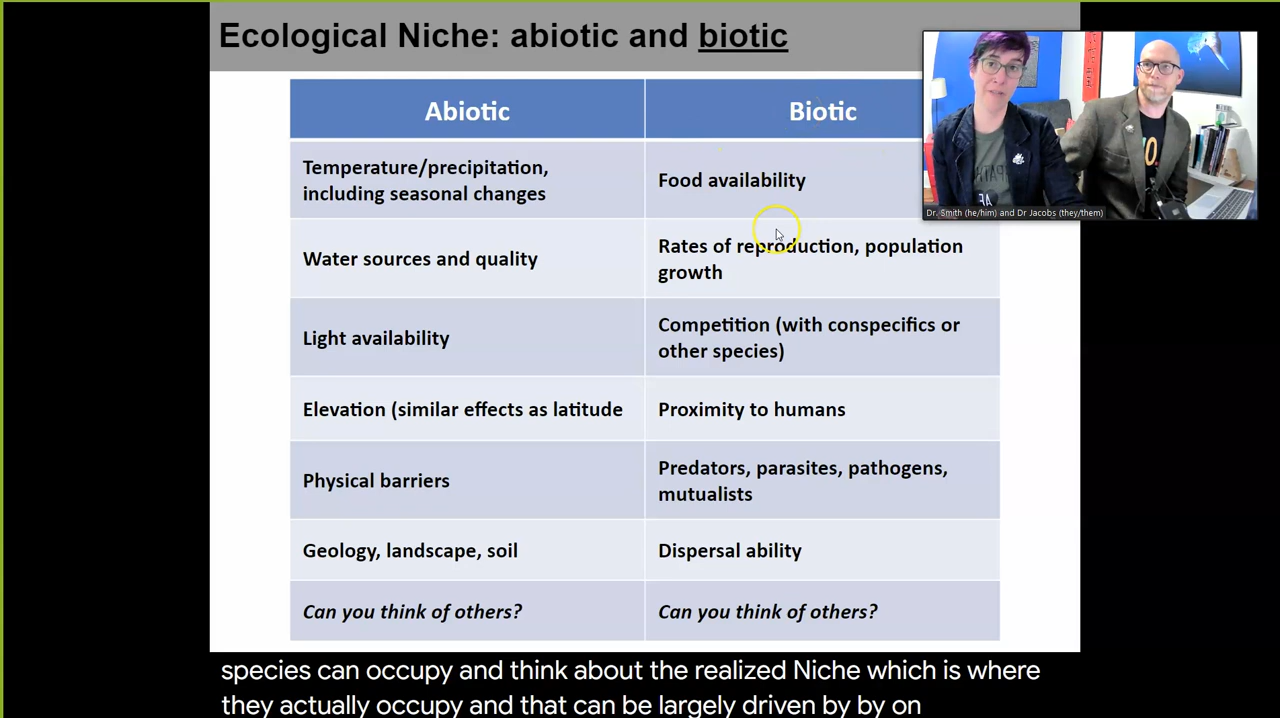 Ecological Niche: abiotic and biotic
Abiotic
Biotic
Temperature/precipitation,
including seasonal changes
Food availability
Water sources and quality
Rates of reproduction, population
growth
Light availability
Competition (with conspecifics or
other species)
Elevation (similar effects as latitude
Proximity to humans
Physical barriers
Predators, parasites, pathogens,
mutualists
Geology, landscape, soil
Dispersal ability
Can you think of others?
Can you think of others?
Dr. Smith (he/him) and Dr Jacobs (they/them)
species can occupy and think about the realized Niche which is where
they actually occupy and that can be largely driven by by on